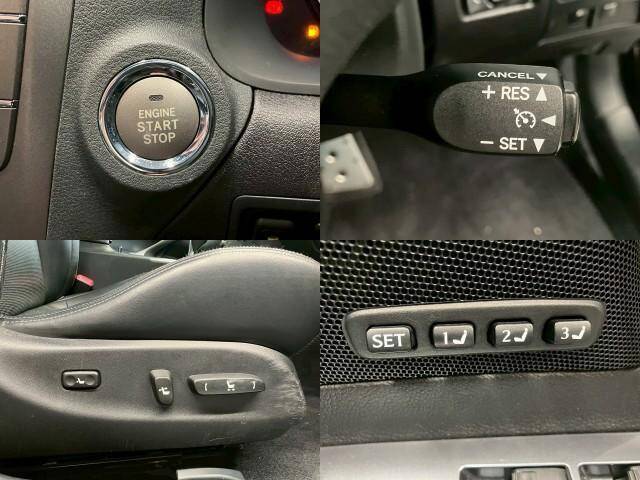 ENGINE
START
STOP
CANCEL ▼
+ RES ▲
− SET ▼
SET 1 2 3